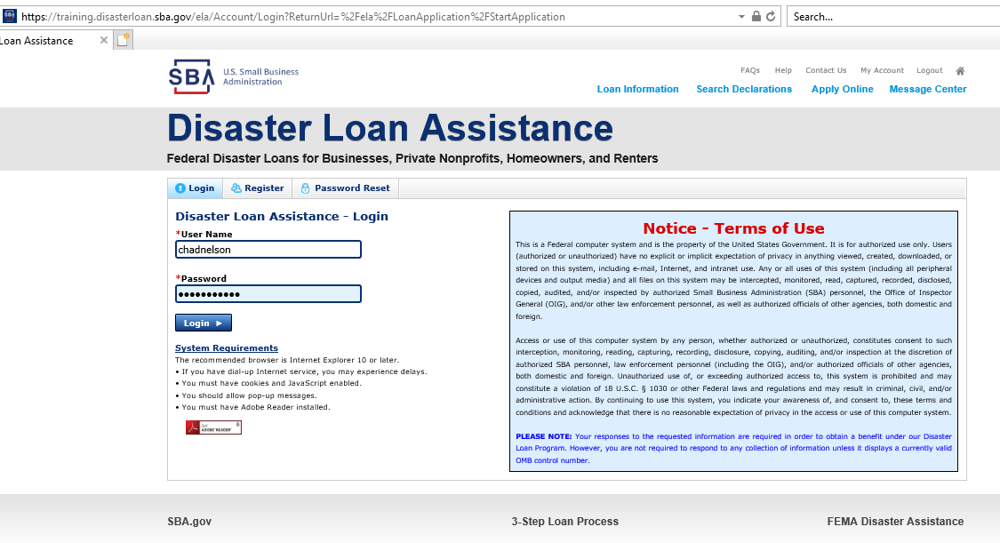 https://training.disasterloan.sba.gov/ela/Account/Login?ReturnUrl=%2Fela%2FLoanApplication%2FStartApplication
Search...
Loan Assistance
SBA
U.S. Small Business
Administration
FAQs Help Contact Us My Account Logout
Loan Information Search Declarations Apply Online Message Center
Disaster Loan Assistance
Federal Disaster Loans for Businesses, Private Nonprofits, Homeowners, and Renters
Login Register Password Reset
Disaster Loan Assistance - Login
*User Name
chadnelson
*Password
•••••••••••
Login
System Requirements
The recommended browser is Internet Explorer 10 or later.
• If you have dial-up Internet service, you may experience delays.
• You must have cookies and JavaScript enabled.
• You should allow pop-up messages.
• You must have Adobe Reader installed.
Get
ADOBE® READER®
Notice - Terms of Use
This is a Federal computer system and is the property of the United States Government. It is for authorized use only. Users
(authorized or unauthorized) have no explicit or implicit expectation of privacy in anything viewed, created, downloaded, or
stored on this system, including e-mail, Internet, and intranet use. Any or all uses of this system (including all peripheral
devices and output media) and all files on this system may be intercepted, monitored, read, captured, recorded, disclosed,
copied, audited, and/or inspected by authorized Small Business Administration (SBA) personnel, the Office of Inspector
General (OIG), and/or other law enforcement personnel, as well as authorized officials of other agencies, both domestic and
foreign.
Access or use of this computer system by any person, whether authorized or unauthorized, constitutes consent to such
interception, monitoring, reading, capturing, recording, disclosure, copying, auditing, and/or inspection at the discretion of
authorized SBA personnel, law enforcement personnel (including the OIG), and/or authorized officials of other agencies,
both domestic and foreign. Unauthorized use of, or exceeding authorized access to, this system is prohibited and may
constitute a violation of 18 U.S.C. § 1030 or other Federal laws and regulations and may result in criminal, civil, and/or
administrative action. By continuing to use this system, you indicate your awareness of, and consent to, these terms and
conditions and acknowledge that there is no reasonable expectation of privacy in the access or use of this computer system.
PLEASE NOTE: Your responses to the requested information are required in order to obtain a benefit under our Disaster
Loan Program. However, you are not required to respond to any collection of information unless it displays a currently valid
OMB control number.
SBA.gov 3-Step Loan Process FEMA Disaster Assistance